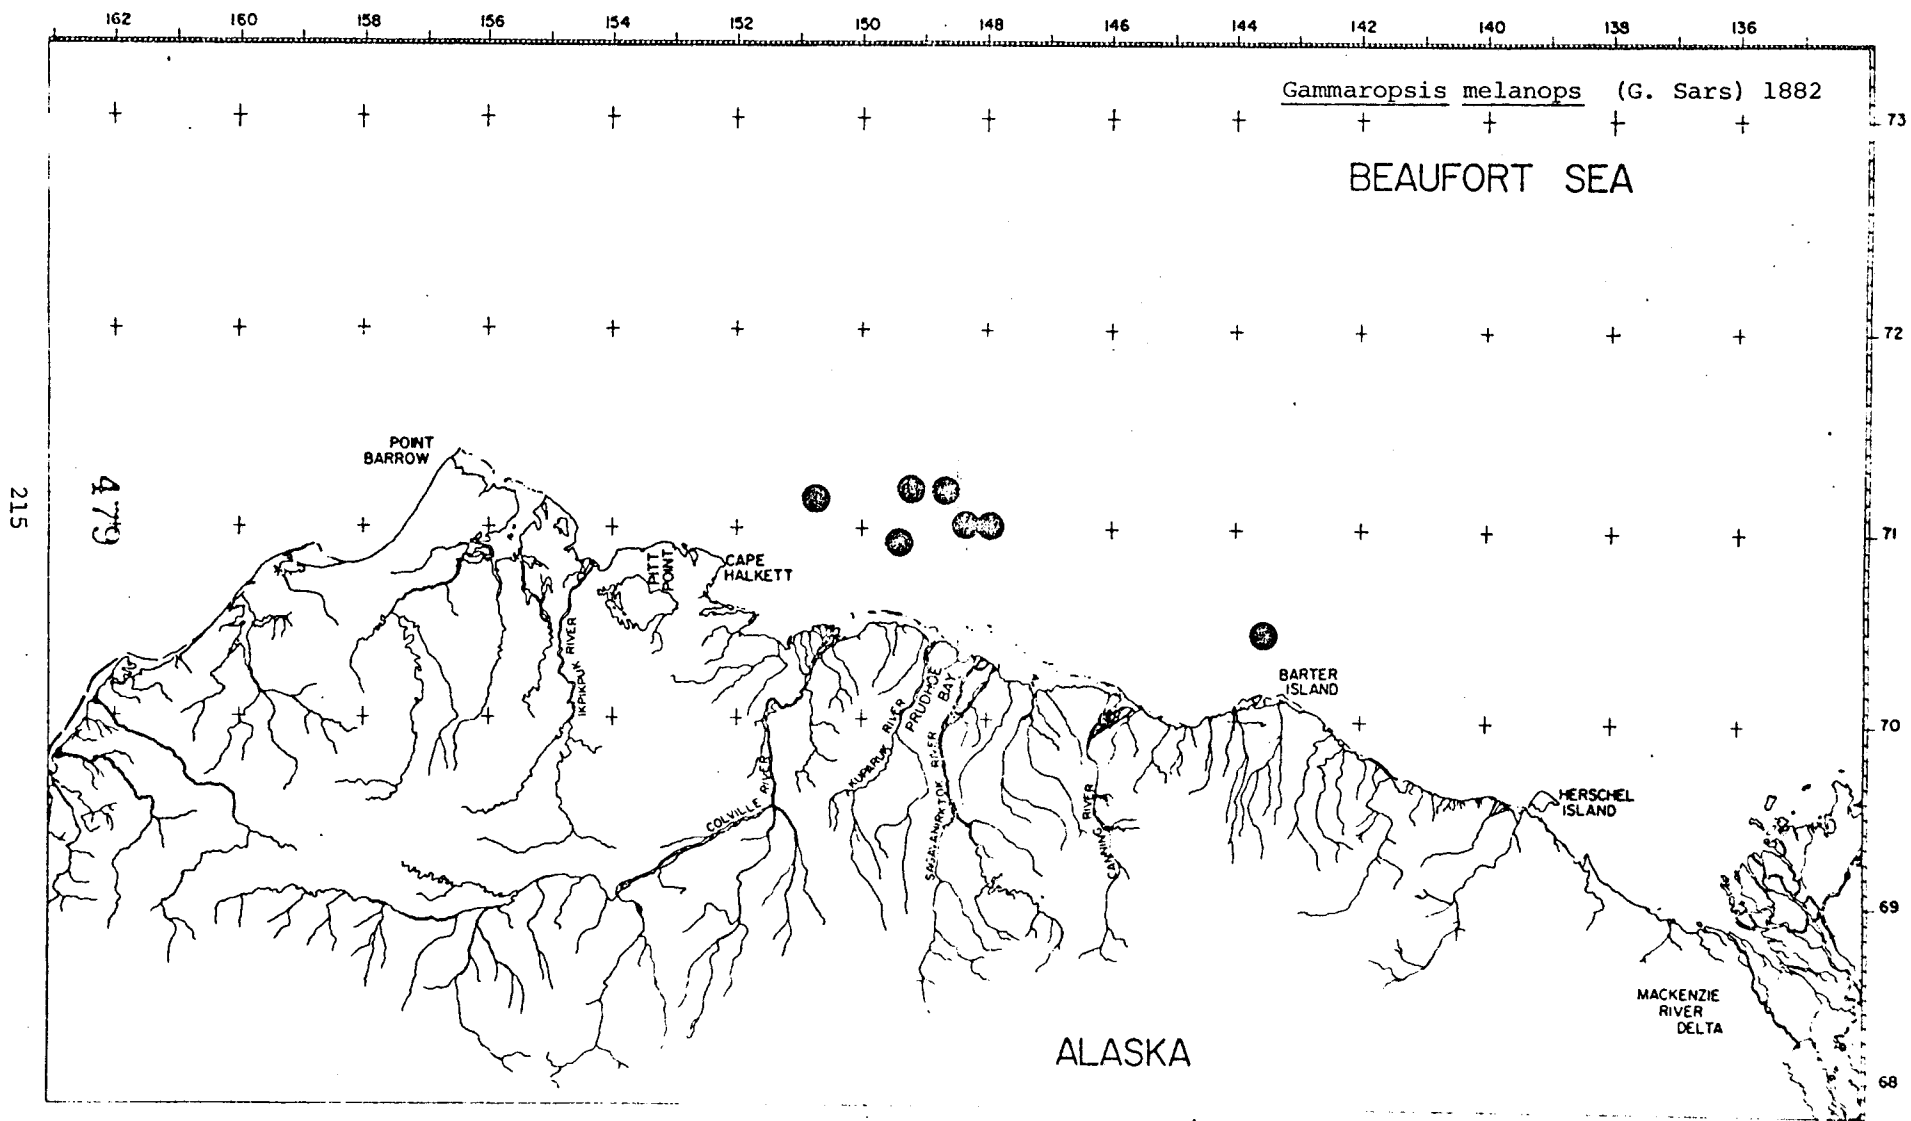 162 160 158 156 154 152 150 148 146 144 142 140 138 136
Gammaropsis melanops (G. Sars) 1882
73
BEAUFORT SEA
72
POINT
BARROW
215
479
71
PITT
POINT
CAPE
HALKETT
IKPIKPUK RIVER
BARTER
ISLAND
PRUDHOE
BAY
KUPARUK RIVER
70
COLVILLE RIVER
SAGAVANIRKTOK RIVER
CANNING RIVER
HERSCHEL
ISLAND
69
MACKENZIE
RIVER
DELTA
ALASKA
68